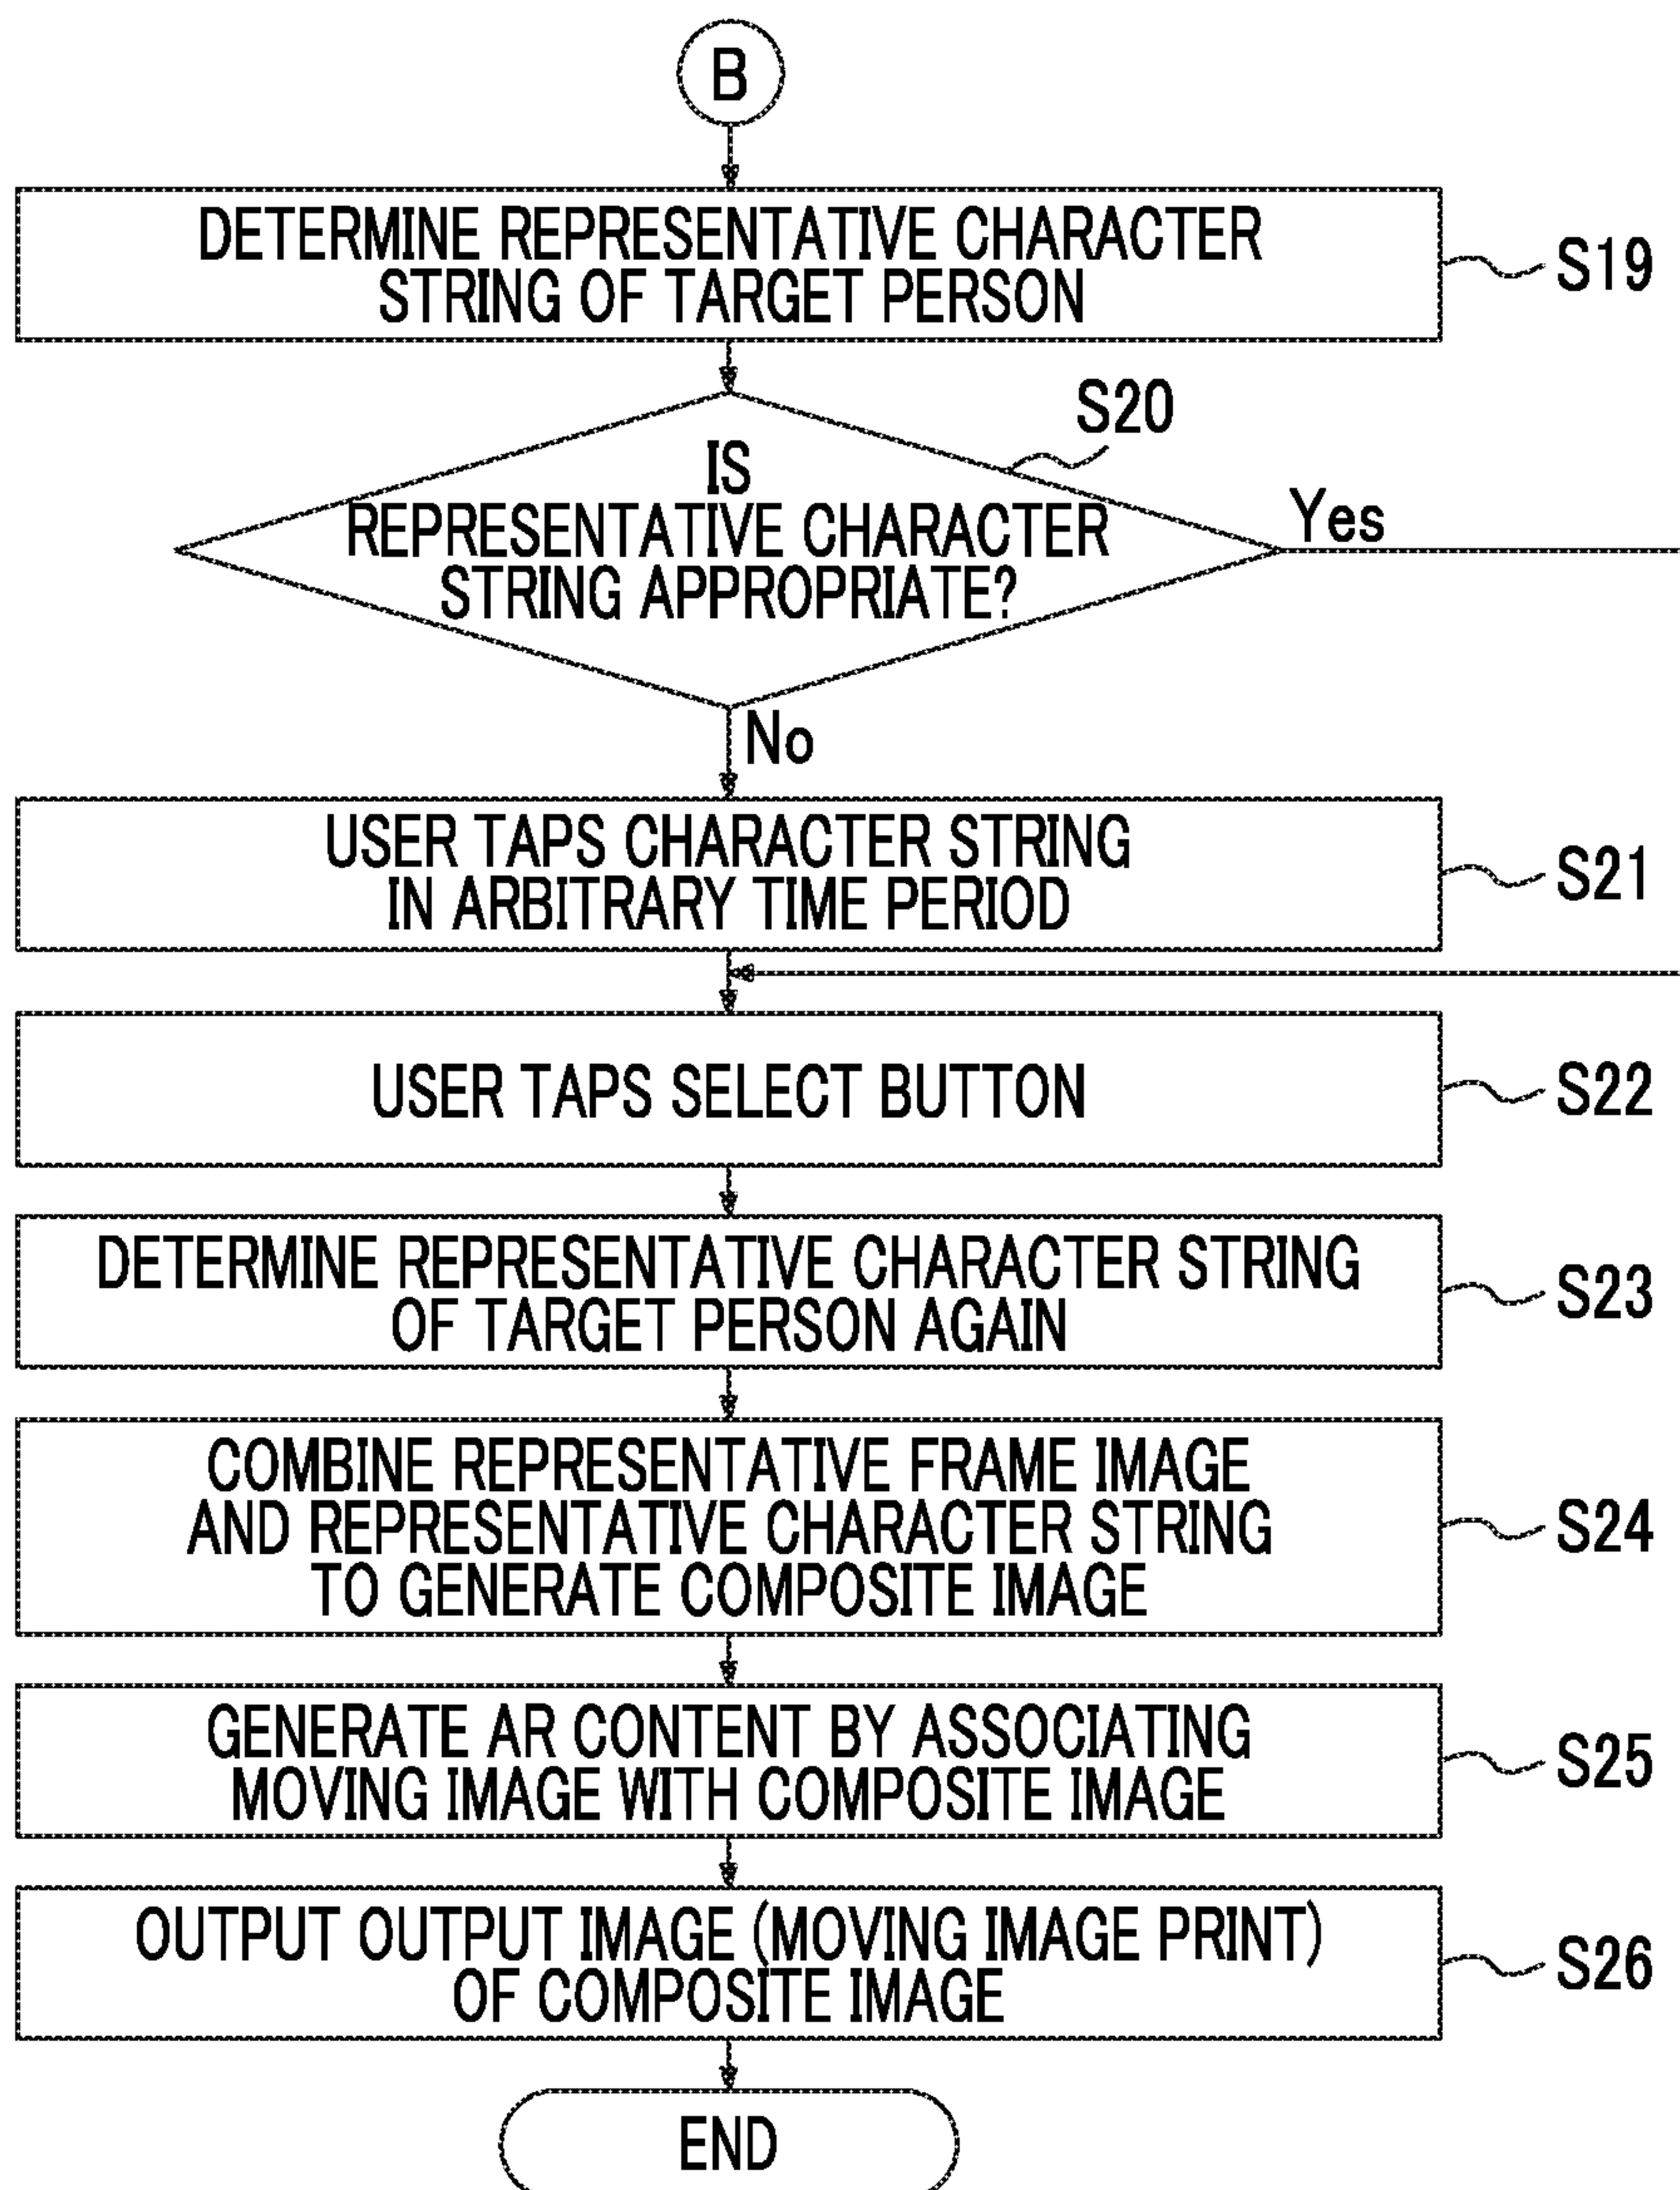 B
DETERMINE REPRESENTATIVE CHARACTER
STRING OF TARGET PERSON
S19
S20
IS
REPRESENTATIVE CHARACTER
STRING APPROPRIATE?
Yes
No
USER TAPS CHARACTER STRING
IN ARBITRARY TIME PERIOD
S21
USER TAPS SELECT BUTTON
S22
DETERMINE REPRESENTATIVE CHARACTER STRING
OF TARGET PERSON AGAIN
S23
COMBINE REPRESENTATIVE FRAME IMAGE
AND REPRESENTATIVE CHARACTER STRING
TO GENERATE COMPOSITE IMAGE
S24
GENERATE AR CONTENT BY ASSOCIATING
MOVING IMAGE WITH COMPOSITE IMAGE
S25
OUTPUT OUTPUT IMAGE (MOVING IMAGE PRINT)
OF COMPOSITE IMAGE
S26
END